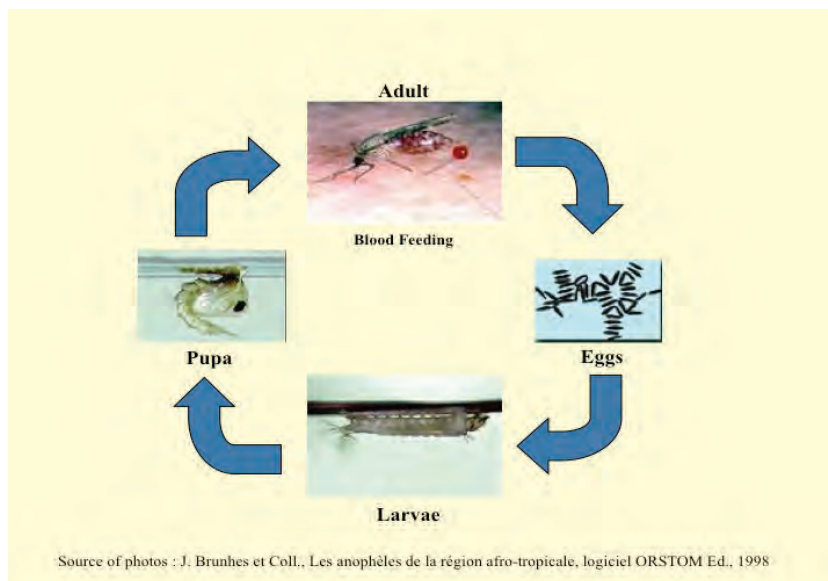 Adult
Blood Feeding
Pupa
Eggs
Larvae
Source of photos : J. Brunhes et Coll., Les anophèles de la région afro-tropicale, logiciel ORSTOM Ed., 1998